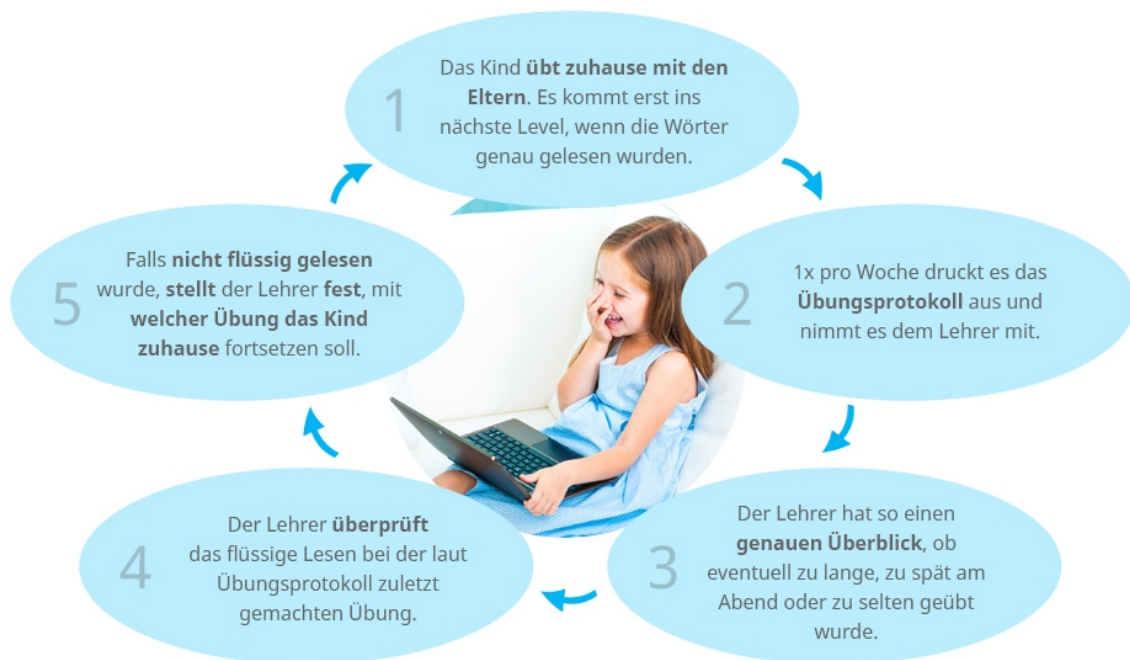 1
Das Kind übt zuhause mit den
Eltern. Es kommt erst ins
nächste Level, wenn die Wörter
genau gelesen wurden.
2
1x pro Woche druckt es das
Übungsprotokoll aus und
nimmt es dem Lehrer mit.
3
Der Lehrer hat so einen
genauen Überblick, ob
eventuell zu lange, zu spät am
Abend oder zu selten geübt
wurde.
4
Der Lehrer überprüft
das flüssige Lesen bei der laut
Übungsprotokoll zuletzt
gemachten Übung.
5
Falls nicht flüssig gelesen
wurde, stellt der Lehrer fest, mit
welcher Übung das Kind
zuhause fortsetzen soll.